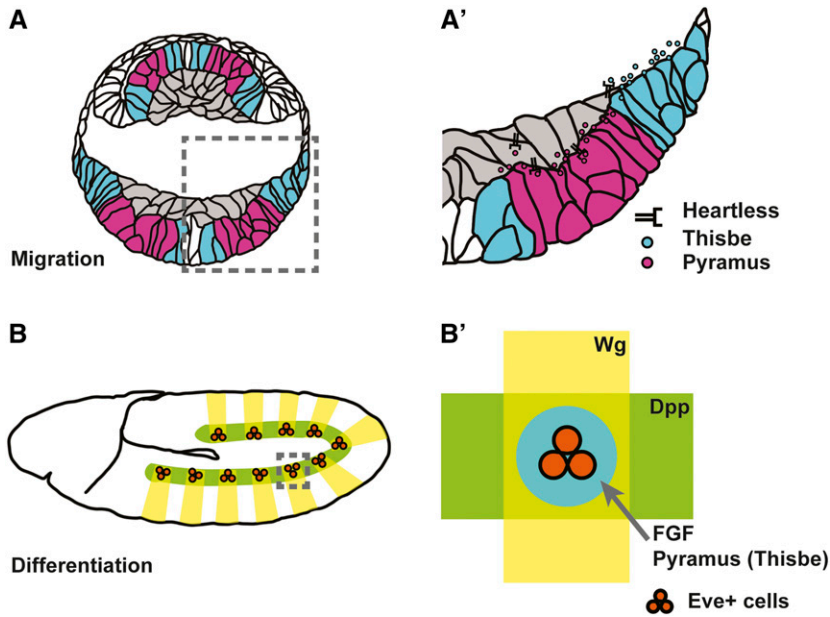 A
A’
Migration
Heartless
Thisbe
Pyramus
B
B’
Wg
Dpp
FGF
Pyramus (Thisbe)
Differentiation
Eve+ cells